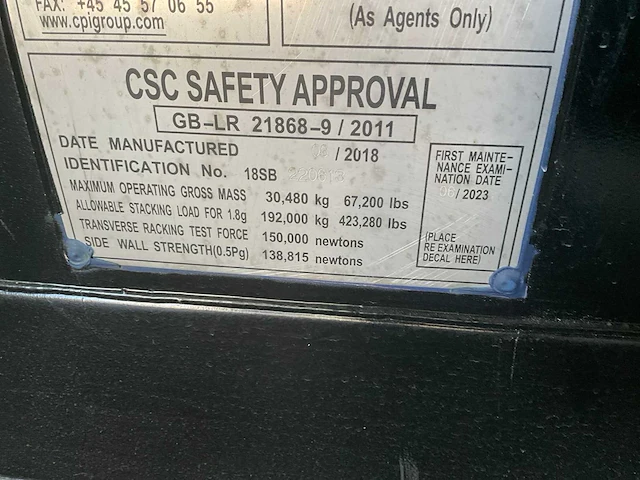 FAX: +45 45 57 06 55
www.cpigroup.com
(As Agents Only)
CSC SAFETY APPROVAL
GB-LR 21868-9 / 2011
DATE MANUFACTURED / 2018
IDENTIFICATION No. 18SB
MAXIMUM OPERATING GROSS MASS 30,480 kg 67,200 lbs
ALLOWABLE STACKING LOAD FOR 1.8g 192,000 kg 423,280 lbs
TRANSVERSE RACKING TEST FORCE 150,000 newtons
SIDE WALL STRENGTH(0.5Pg) 138,815 newtons
FIRST MAINTE-
NANCE EXAMI-
NATION DATE
/ 2023
(PLACE
RE EXAMINATION
DECAL HERE)